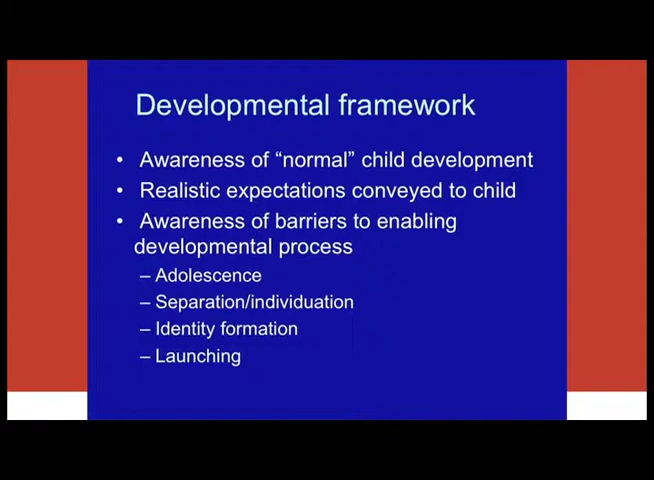 Developmental framework
• Awareness of “normal” child development
• Realistic expectations conveyed to child
• Awareness of barriers to enabling
developmental process
– Adolescence
– Separation/individuation
– Identity formation
– Launching